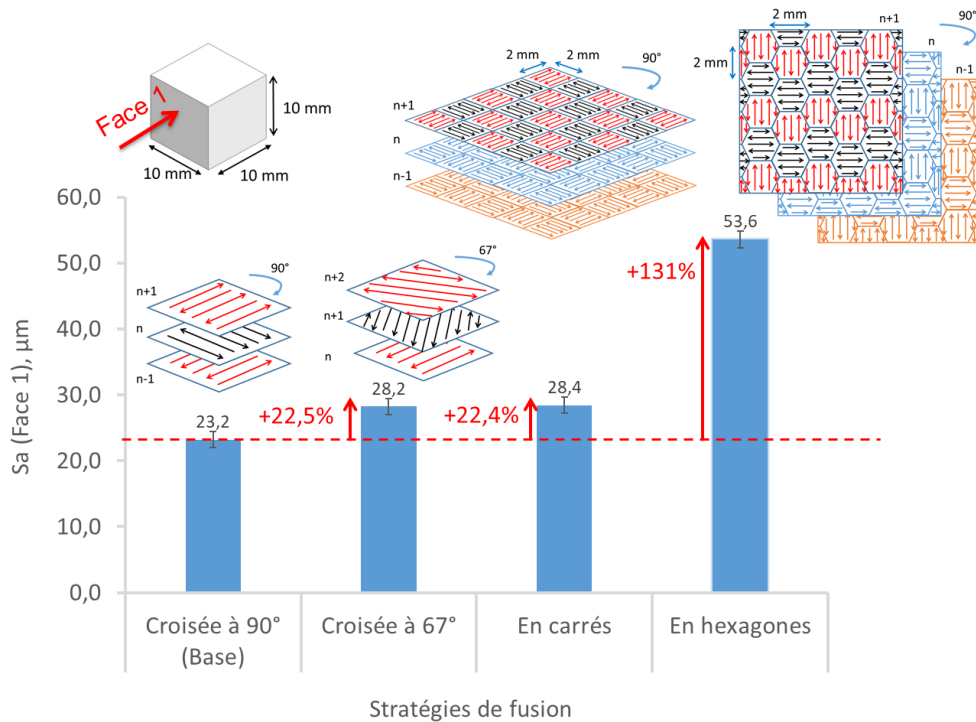 Face 1
10 mm
10 mm
10 mm
2 mm
2 mm
90°
n+1
n
n-1
2 mm
2 mm
n+1
90°
n
n-1
60,0
50,0
40,0
30,0
20,0
10,0
0,0
Sa (Face 1), µm
n+1
n
n-1
90°
n+2
n+1
n
67°
23,2
+22,5%
28,2
+22,4%
28,4
+131%
53,6
Croisée à 90°
(Base)
Croisée à 67°
En carrés
En hexagones
Stratégies de fusion